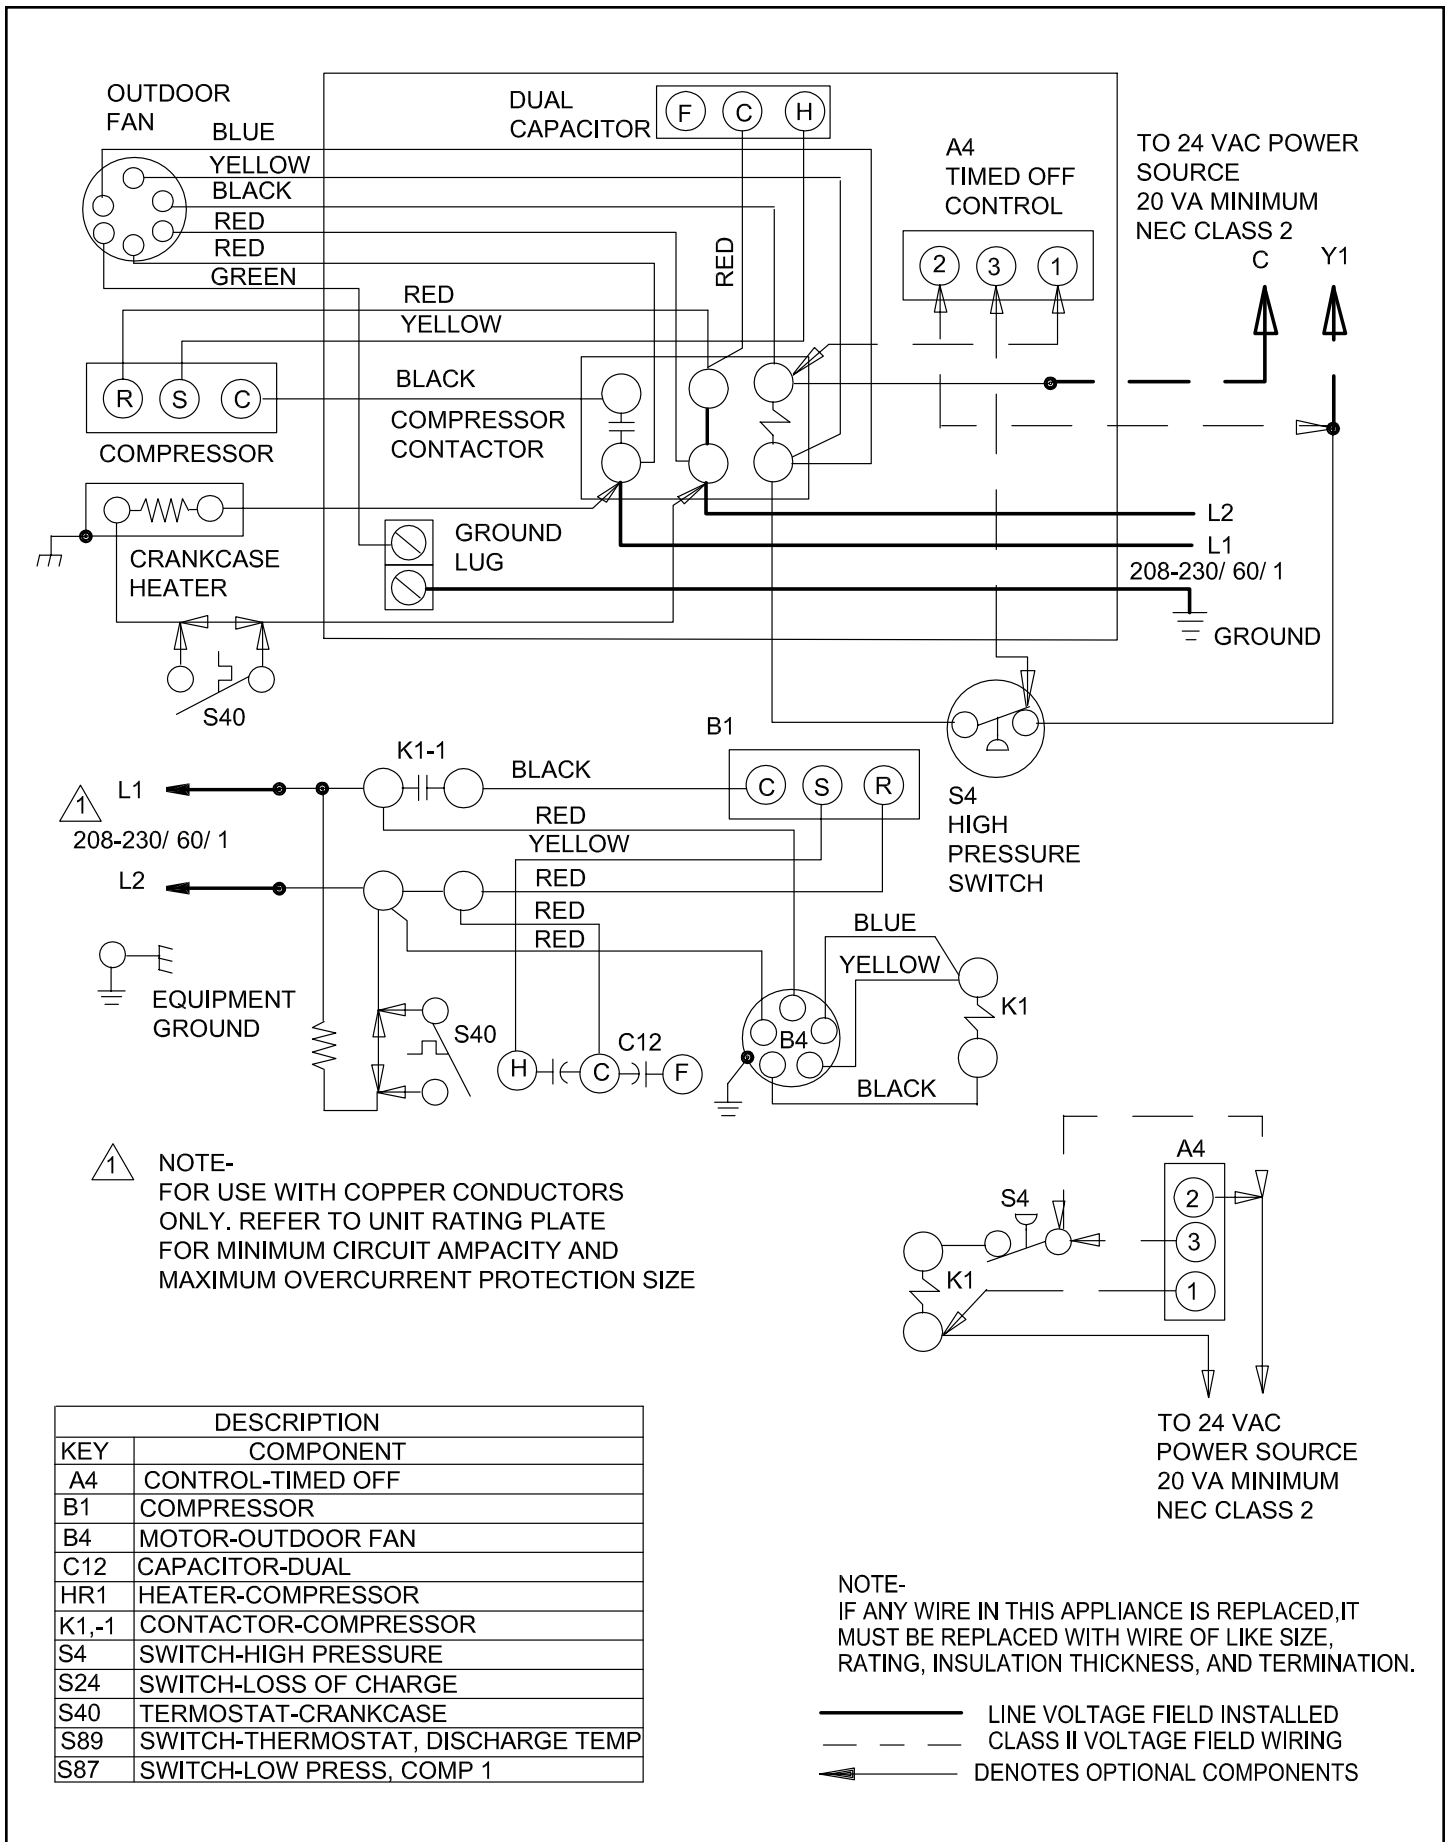 OUTDOOR
FAN
BLUE
YELLOW
BLACK
RED
RED
GREEN
DUAL
CAPACITOR
F
C
H
A4
TIMED OFF
CONTROL
2
3
1
TO 24 VAC POWER
SOURCE
20 VA MINIMUM
NEC CLASS 2
C
Y1
RED
RED
YELLOW
R
S
C
COMPRESSOR
BLACK
COMPRESSOR
CONTACTOR
CRANKCASE
HEATER
GROUND
LUG
L2
L1
208-230/ 60/ 1
GROUND
S40
S4
HIGH
PRESSURE
SWITCH
1
L1
208-230/ 60/ 1
L2
K1-1
BLACK
B1
C
S
R
RED
YELLOW
RED
RED
RED
EQUIPMENT
GROUND
S40
H
C
F
C12
BLUE
YELLOW
B4
K1
BLACK
1
NOTE-
FOR USE WITH COPPER CONDUCTORS
ONLY. REFER TO UNIT RATING PLATE
FOR MINIMUM CIRCUIT AMPACITY AND
MAXIMUM OVERCURRENT PROTECTION SIZE
A4
2
3
1
S4
K1
TO 24 VAC
POWER SOURCE
20 VA MINIMUM
NEC CLASS 2
DESCRIPTION
KEY COMPONENT
A4 CONTROL-TIMED OFF
B1 COMPRESSOR
B4 MOTOR-OUTDOOR FAN
C12 CAPACITOR-DUAL
HR1 HEATER-COMPRESSOR
K1,-1 CONTACTOR-COMPRESSOR
S4 SWITCH-HIGH PRESSURE
S24 SWITCH-LOSS OF CHARGE
S40 TERMOSTAT-CRANKCASE
S89 SWITCH-THERMOSTAT, DISCHARGE TEMP
S87 SWITCH-LOW PRESS, COMP 1
NOTE-
IF ANY WIRE IN THIS APPLIANCE IS REPLACED,IT
MUST BE REPLACED WITH WIRE OF LIKE SIZE,
RATING, INSULATION THICKNESS, AND TERMINATION.
LINE VOLTAGE FIELD INSTALLED
CLASS II VOLTAGE FIELD WIRING
DENOTES OPTIONAL COMPONENTS